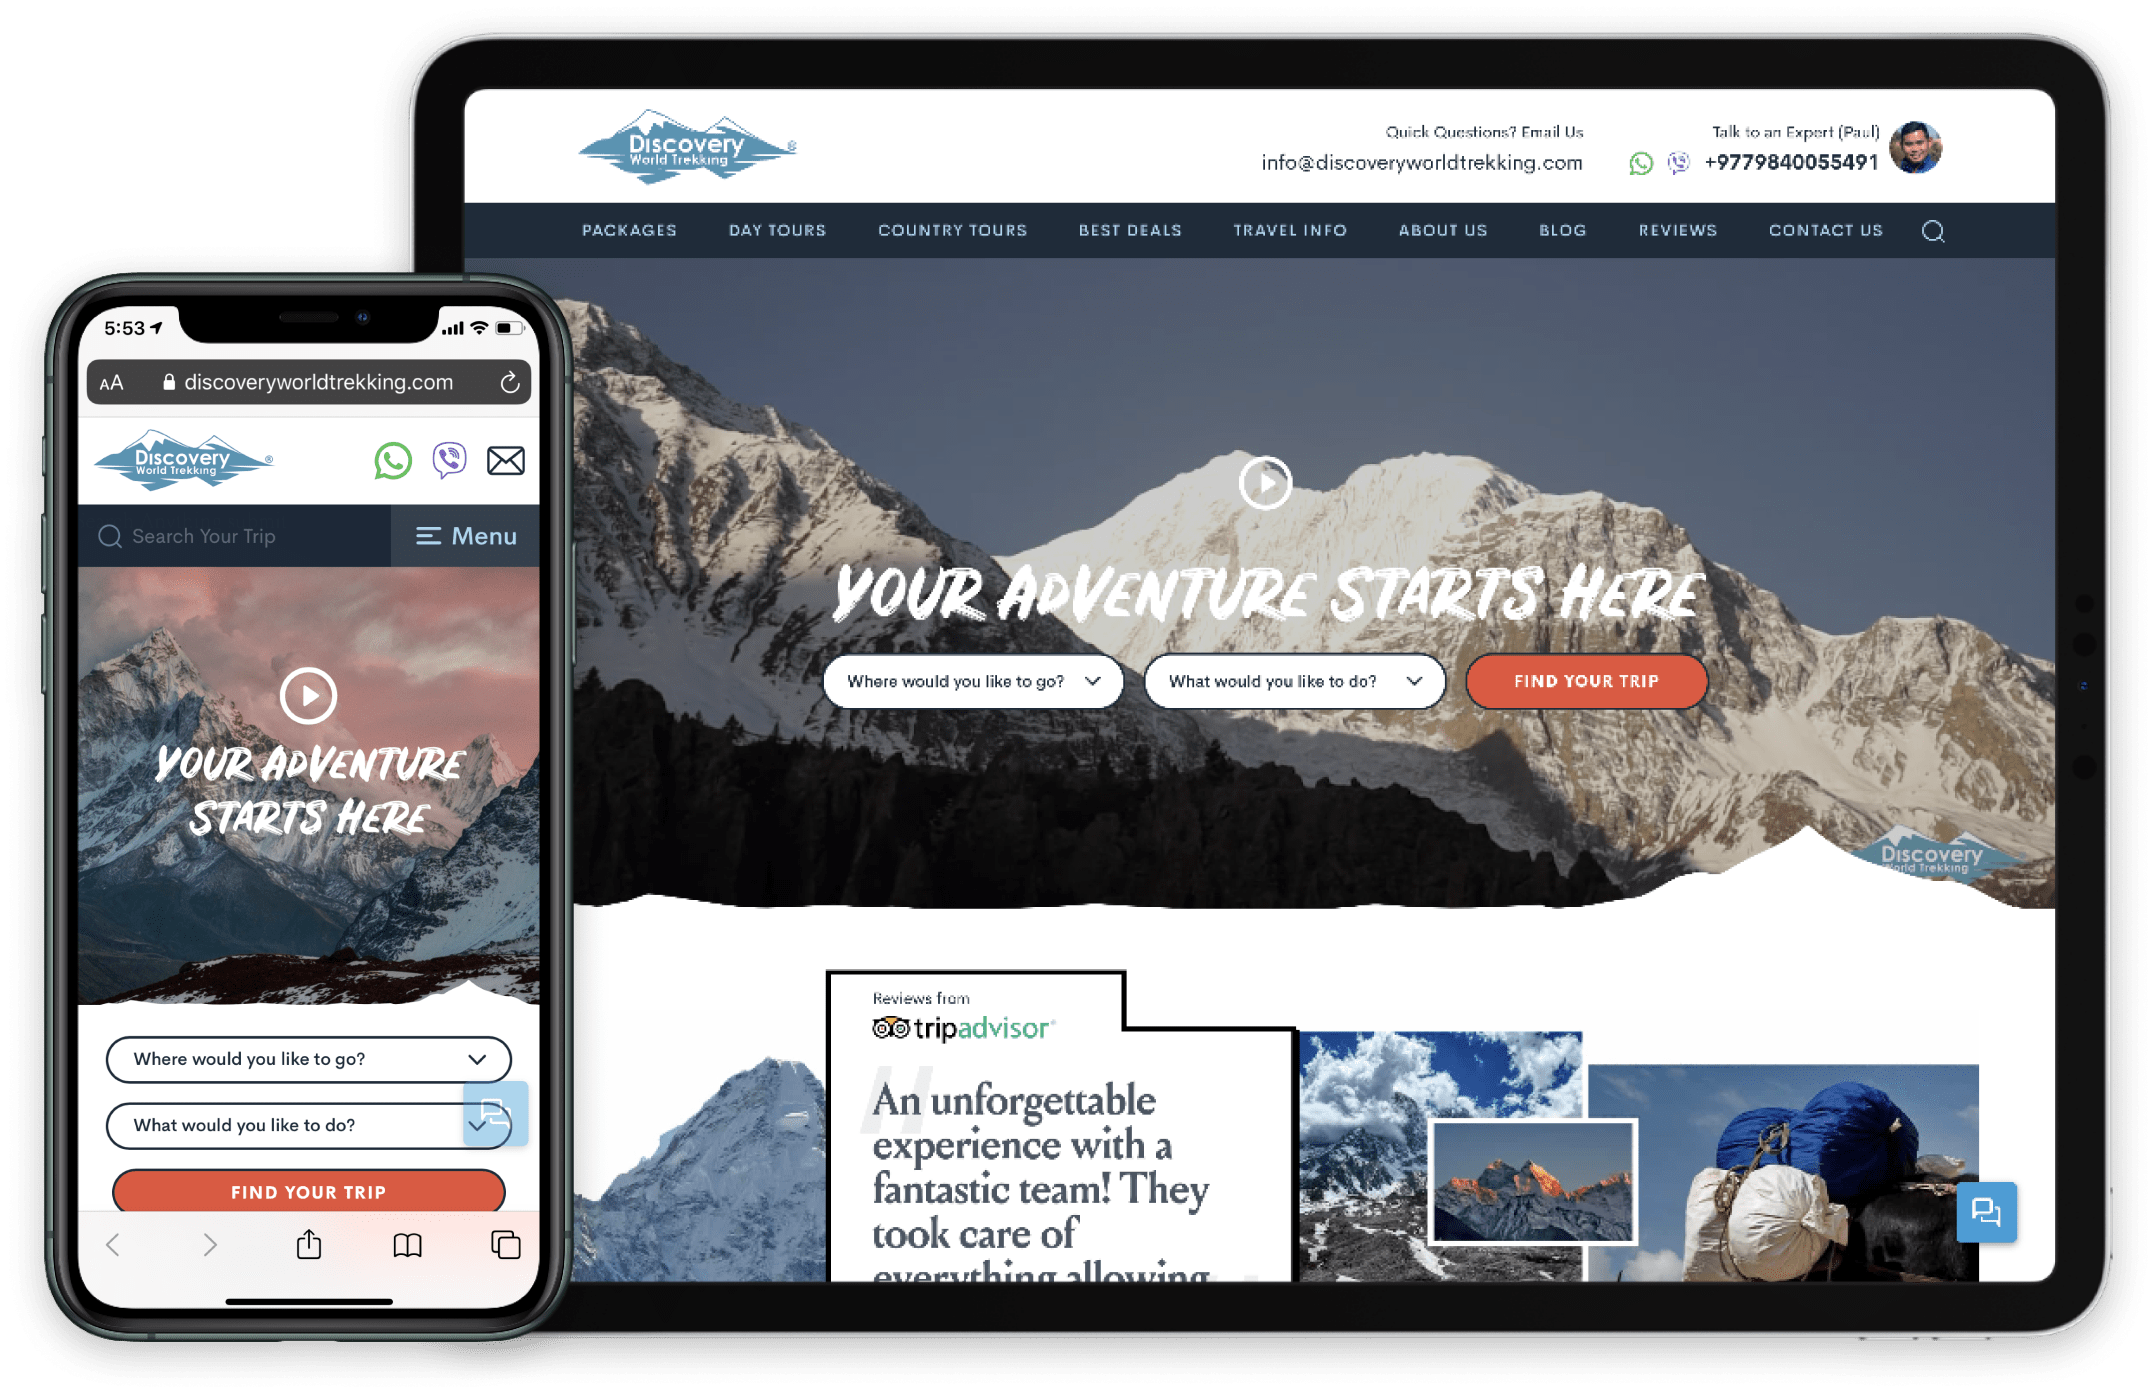 Discovery
World Trekking
®
Quick Questions? Email Us
info@discoveryworldtrekking.com
Talk to an Expert (Paul)
+9779840055491
PACKAGES DAY TOURS COUNTRY TOURS BEST DEALS TRAVEL INFO ABOUT US BLOG REVIEWS CONTACT US
YOUR ADVENTURE STARTS HERE
Where would you like to go? What would you like to do? FIND YOUR TRIP
Discovery
World Trekking
Reviews from
tripadvisor®
"
An unforgettable
experience with a
fantastic team! They
took care of
everything allowing
5:53
AA discoveryworldtrekking.com
Discovery
World Trekking
®
Search Your Trip Menu
YOUR ADVENTURE
STARTS HERE
Where would you like to go?
What would you like to do?
FIND YOUR TRIP